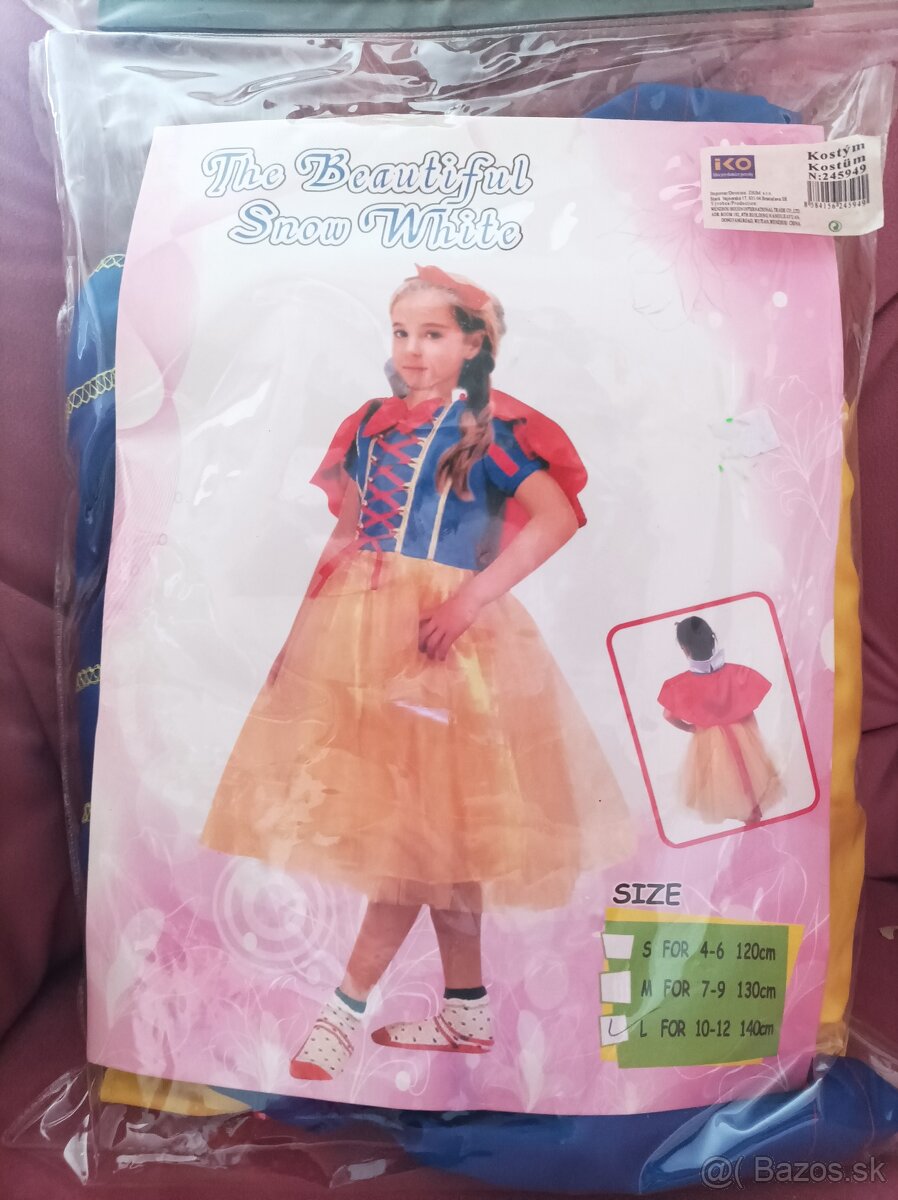 The Beautiful
Snow White
iKO
Kostým
Kostüm
N:245949
8584156245949
SIZE
S FOR 4-6 120cm
M FOR 7-9 130cm
L FOR 10-12 140cm
@( Bazos.sk